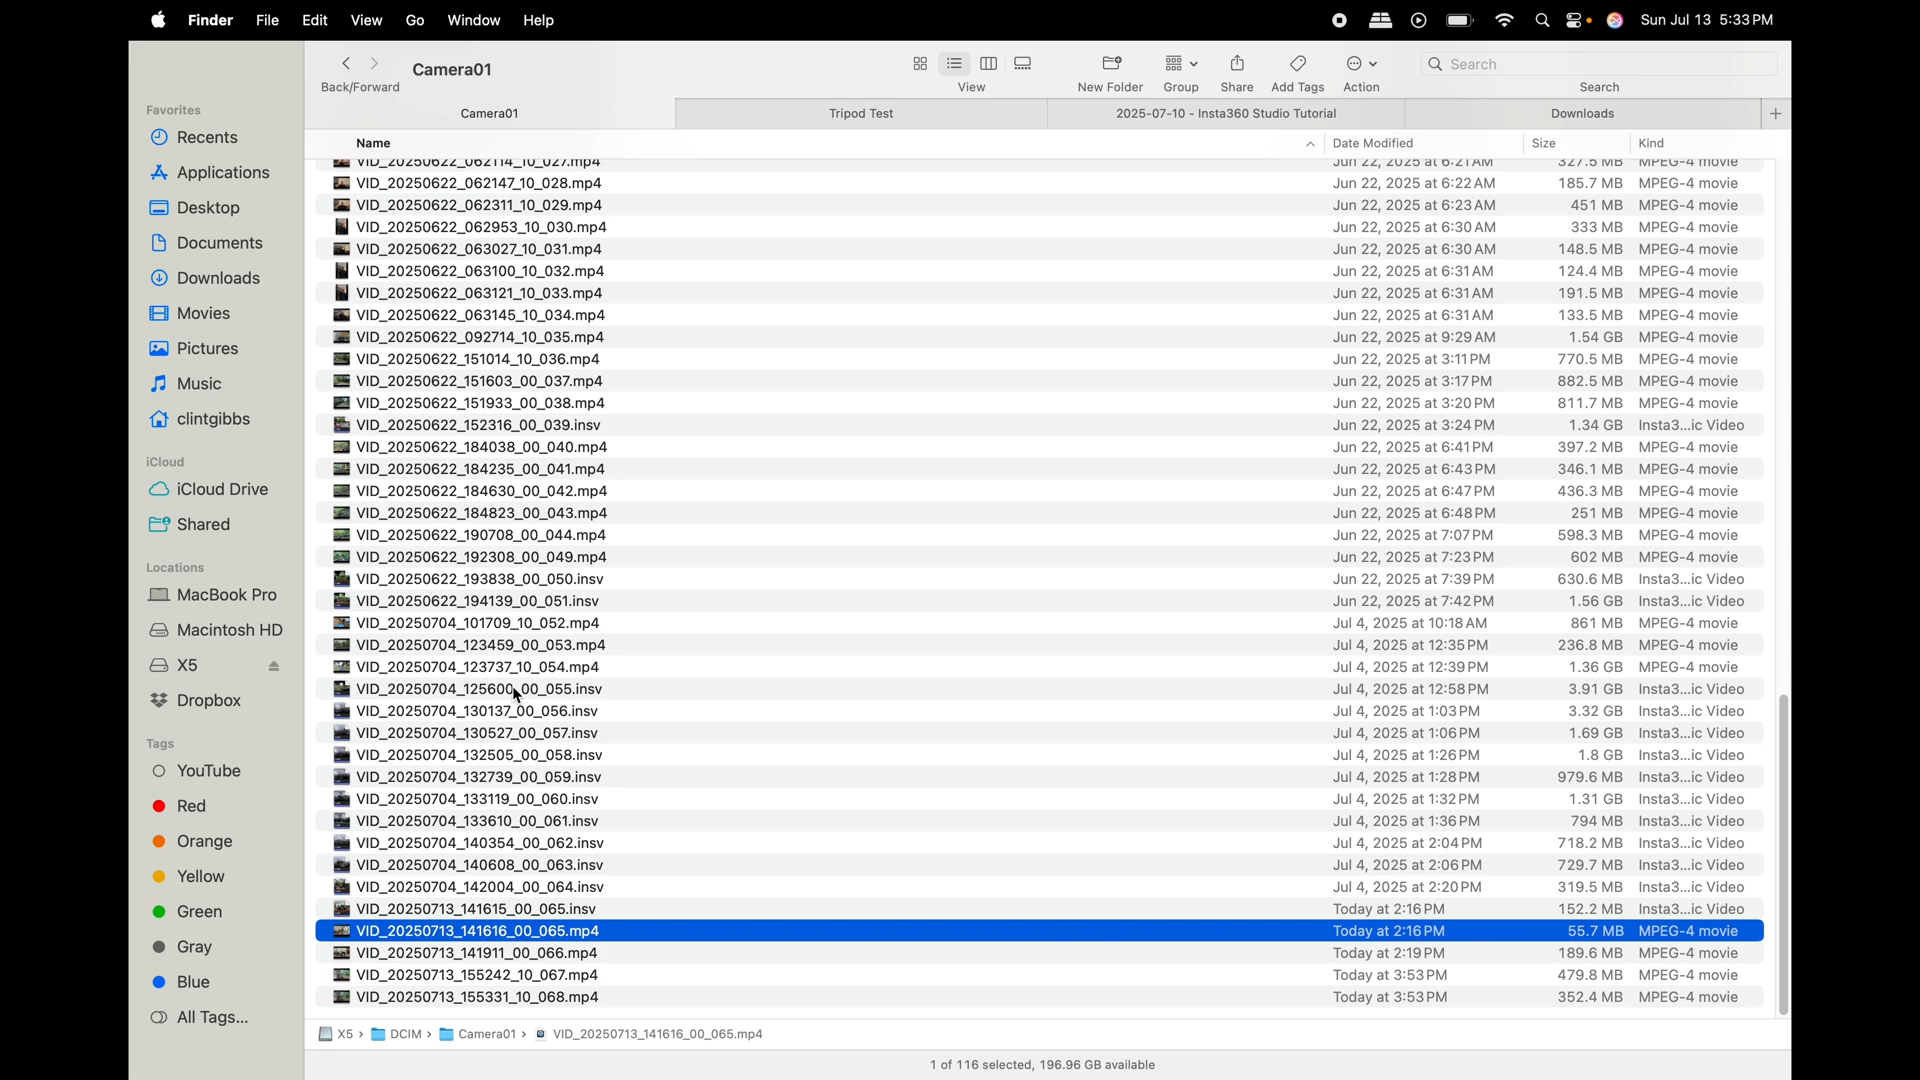 Finder File Edit View Go Window Help Sun Jul 13 5:33 PM
Camera01 Search
Back/Forward View New Folder Group Share Add Tags Action Search
Camera01 Tripod Test 2025-07-10 - Insta360 Studio Tutorial Downloads +
Favorites
Recents
Applications
Desktop
Documents
Downloads
Movies
Pictures
Music
clintgibbs
iCloud
iCloud Drive
Shared
Locations
MacBook Pro
Macintosh HD
X5
Dropbox
Tags
YouTube
Red
Orange
Yellow
Green
Gray
Blue
All Tags...
Name Date Modified Size Kind
VID_20250622_062114_10_027.mp4 Jun 22, 2025 at 6:21 AM 327.5 MB MPEG-4 movie
VID_20250622_062147_10_028.mp4 Jun 22, 2025 at 6:22 AM 185.7 MB MPEG-4 movie
VID_20250622_062311_10_029.mp4 Jun 22, 2025 at 6:23 AM 451 MB MPEG-4 movie
VID_20250622_062953_10_030.mp4 Jun 22, 2025 at 6:30 AM 333 MB MPEG-4 movie
VID_20250622_063027_10_031.mp4 Jun 22, 2025 at 6:30 AM 148.5 MB MPEG-4 movie
VID_20250622_063100_10_032.mp4 Jun 22, 2025 at 6:31 AM 124.4 MB MPEG-4 movie
VID_20250622_063121_10_033.mp4 Jun 22, 2025 at 6:31 AM 191.5 MB MPEG-4 movie
VID_20250622_063145_10_034.mp4 Jun 22, 2025 at 6:31 AM 133.5 MB MPEG-4 movie
VID_20250622_092714_10_035.mp4 Jun 22, 2025 at 9:29 AM 1.54 GB MPEG-4 movie
VID_20250622_151014_10_036.mp4 Jun 22, 2025 at 3:11 PM 770.5 MB MPEG-4 movie
VID_20250622_151603_00_037.mp4 Jun 22, 2025 at 3:17 PM 882.5 MB MPEG-4 movie
VID_20250622_151933_00_038.mp4 Jun 22, 2025 at 3:20 PM 811.7 MB MPEG-4 movie
VID_20250622_152316_00_039.insv Jun 22, 2025 at 3:24 PM 1.34 GB Insta3...ic Video
VID_20250622_184038_00_040.mp4 Jun 22, 2025 at 6:41 PM 397.2 MB MPEG-4 movie
VID_20250622_184235_00_041.mp4 Jun 22, 2025 at 6:43 PM 346.1 MB MPEG-4 movie
VID_20250622_184630_00_042.mp4 Jun 22, 2025 at 6:47 PM 436.3 MB MPEG-4 movie
VID_20250622_184823_00_043.mp4 Jun 22, 2025 at 6:48 PM 251 MB MPEG-4 movie
VID_20250622_190708_00_044.mp4 Jun 22, 2025 at 7:07 PM 598.3 MB MPEG-4 movie
VID_20250622_192308_00_049.mp4 Jun 22, 2025 at 7:23 PM 602 MB MPEG-4 movie
VID_20250622_193838_00_050.insv Jun 22, 2025 at 7:39 PM 630.6 MB Insta3...ic Video
VID_20250622_194139_00_051.insv Jun 22, 2025 at 7:42 PM 1.56 GB Insta3...ic Video
VID_20250704_101709_10_052.mp4 Jul 4, 2025 at 10:18 AM 861 MB MPEG-4 movie
VID_20250704_123459_00_053.mp4 Jul 4, 2025 at 12:35 PM 236.8 MB MPEG-4 movie
VID_20250704_123737_10_054.mp4 Jul 4, 2025 at 12:39 PM 1.36 GB MPEG-4 movie
VID_20250704_125600_00_055.insv Jul 4, 2025 at 12:58 PM 3.91 GB Insta3...ic Video
VID_20250704_130137_00_056.insv Jul 4, 2025 at 1:03 PM 3.32 GB Insta3...ic Video
VID_20250704_130527_00_057.insv Jul 4, 2025 at 1:06 PM 1.69 GB Insta3...ic Video
VID_20250704_132505_00_058.insv Jul 4, 2025 at 1:26 PM 1.8 GB Insta3...ic Video
VID_20250704_132739_00_059.insv Jul 4, 2025 at 1:28 PM 979.6 MB Insta3...ic Video
VID_20250704_133119_00_060.insv Jul 4, 2025 at 1:32 PM 1.31 GB Insta3...ic Video
VID_20250704_133610_00_061.insv Jul 4, 2025 at 1:36 PM 794 MB Insta3...ic Video
VID_20250704_140354_00_062.insv Jul 4, 2025 at 2:04 PM 718.2 MB Insta3...ic Video
VID_20250704_140608_00_063.insv Jul 4, 2025 at 2:06 PM 729.7 MB Insta3...ic Video
VID_20250704_142004_00_064.insv Jul 4, 2025 at 2:20 PM 319.5 MB Insta3...ic Video
VID_20250713_141615_00_065.insv Today at 2:16 PM 152.2 MB Insta3...ic Video
VID_20250713_141616_00_065.mp4 Today at 2:16 PM 55.7 MB MPEG-4 movie
VID_20250713_141911_00_066.mp4 Today at 2:19 PM 189.6 MB MPEG-4 movie
VID_20250713_155242_10_067.mp4 Today at 3:53 PM 479.8 MB MPEG-4 movie
VID_20250713_155331_10_068.mp4 Today at 3:53 PM 352.4 MB MPEG-4 movie
X5 › DCIM › Camera01 › VID_20250713_141616_00_065.mp4
1 of 116 selected, 196.96 GB available